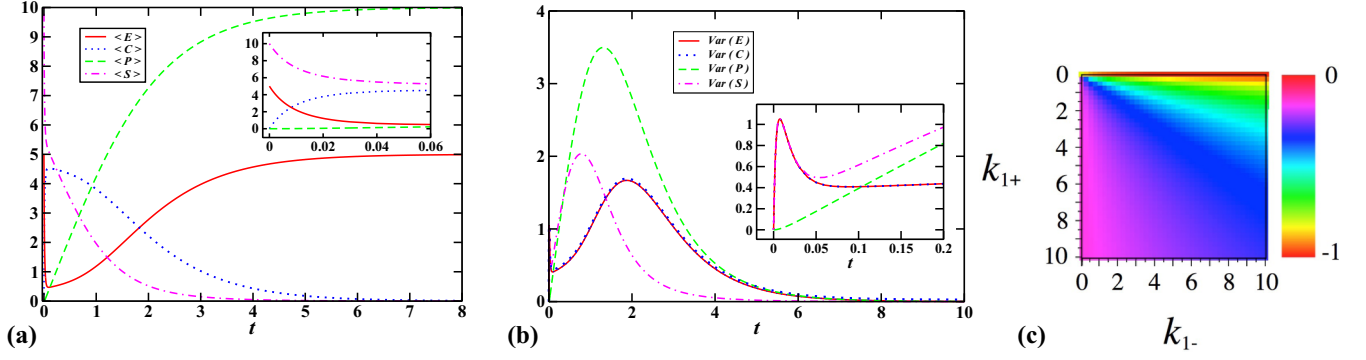 10
9
8
7
6
5
4
3
2
1
0
< E >
< C >
< P >
< S >
10
8
6
4
2
0
0 0.02 0.04 0.06
t
0 1 2 3 4 5 6 7 8
t
(a)
4
3
2
1
0
Var ( E )
Var ( C )
Var ( P )
Var ( S )
1
0.8
0.6
0.4
0.2
0
0 0.05 0.1 0.15 0.2
t
0 2 4 6 8 10
t
(b)
0
2
4
6
8
10
k1+
0 2 4 6 8 10
k1-
0
-1
(c)